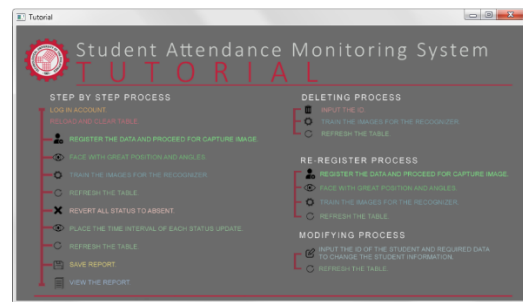 Tutorial
Student Attendance Monitoring System
TUTORIAL
STEP BY STEP PROCESS
LOG IN ACCOUNT.
RELOAD AND CLEAR TABLE.
REGISTER THE DATA AND PROCEED FOR CAPTURE IMAGE.
FACE WITH GREAT POSITION AND ANGLES.
TRAIN THE IMAGES FOR THE RECOGNIZER.
REFRESH THE TABLE.
REVERT ALL STATUS TO ABSENT.
PLACE THE TIME INTERVAL OF EACH STATUS UPDATE.
REFRESH THE TABLE.
SAVE REPORT.
VIEW THE REPORT.
DELETING PROCESS
INPUT THE ID
TRAIN THE IMAGES FOR THE RECOGNIZER.
REFRESH THE TABLE.
RE-REGISTER PROCESS
REGISTER THE DATA AND PROCEED FOR CAPTURE IMAGE.
FACE WITH GREAT POSITION AND ANGLES.
TRAIN THE IMAGES FOR THE RECOGNIZER.
REFRESH THE TABLE.
MODIFYING PROCESS
INPUT THE ID OF THE STUDENT AND REQUIRED DATA
TO CHANGE THE STUDENT INFORMATION.
REFRESH THE TABLE.